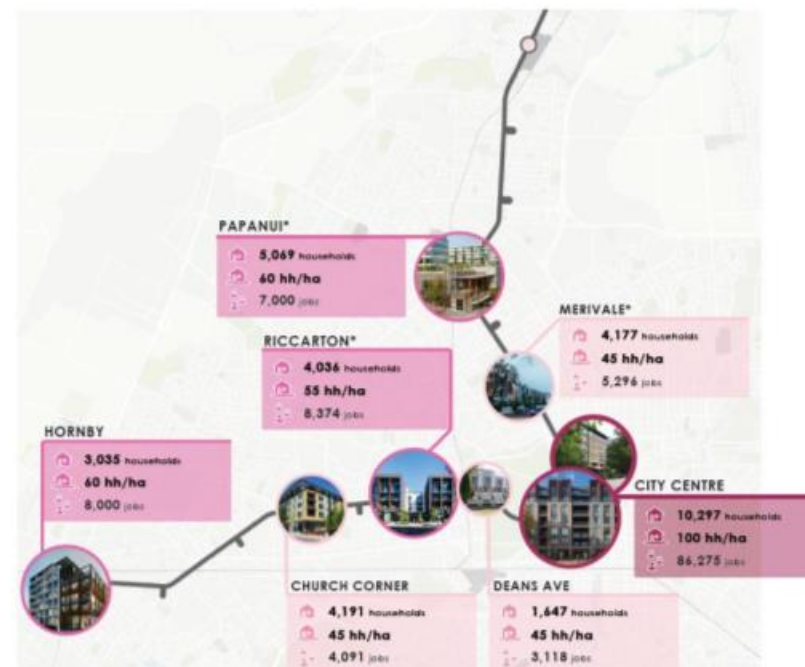 PAPANUI*
5,069 households
60 hh/ha
7,000 jobs
MERIVALE*
4,177 households
45 hh/ha
5,296 jobs
RICCARTON*
4,036 households
55 hh/ha
8,374 jobs
HORNBY
3,035 households
60 hh/ha
8,000 jobs
CITY CENTRE
10,297 households
100 hh/ha
86,275 jobs
CHURCH CORNER
4,191 households
45 hh/ha
4,091 jobs
DEANS AVE
1,647 households
45 hh/ha
3,118 jobs